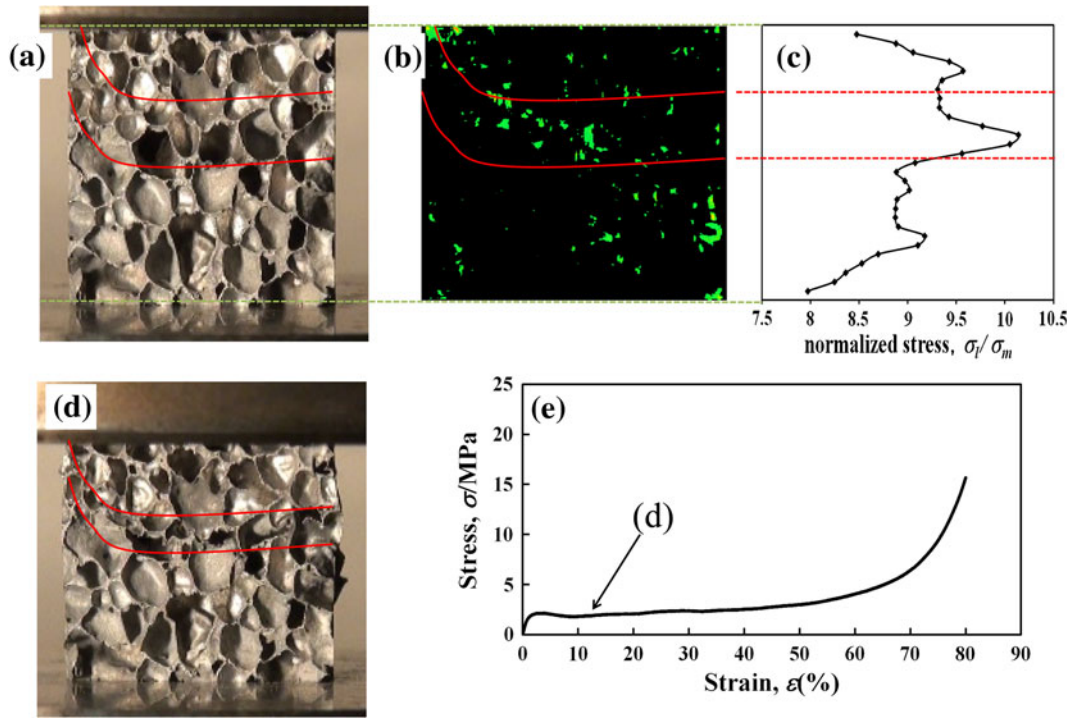 (a)
(b)
(c)
7.5 8 8.5 9 9.5 10 10.5
normalized stress, σl/σm
(d)
(e)
25
20
15
10
5
0
Stress, σ/MPa
(d)
0 10 20 30 40 50 60 70 80 90
Strain, ε(%)